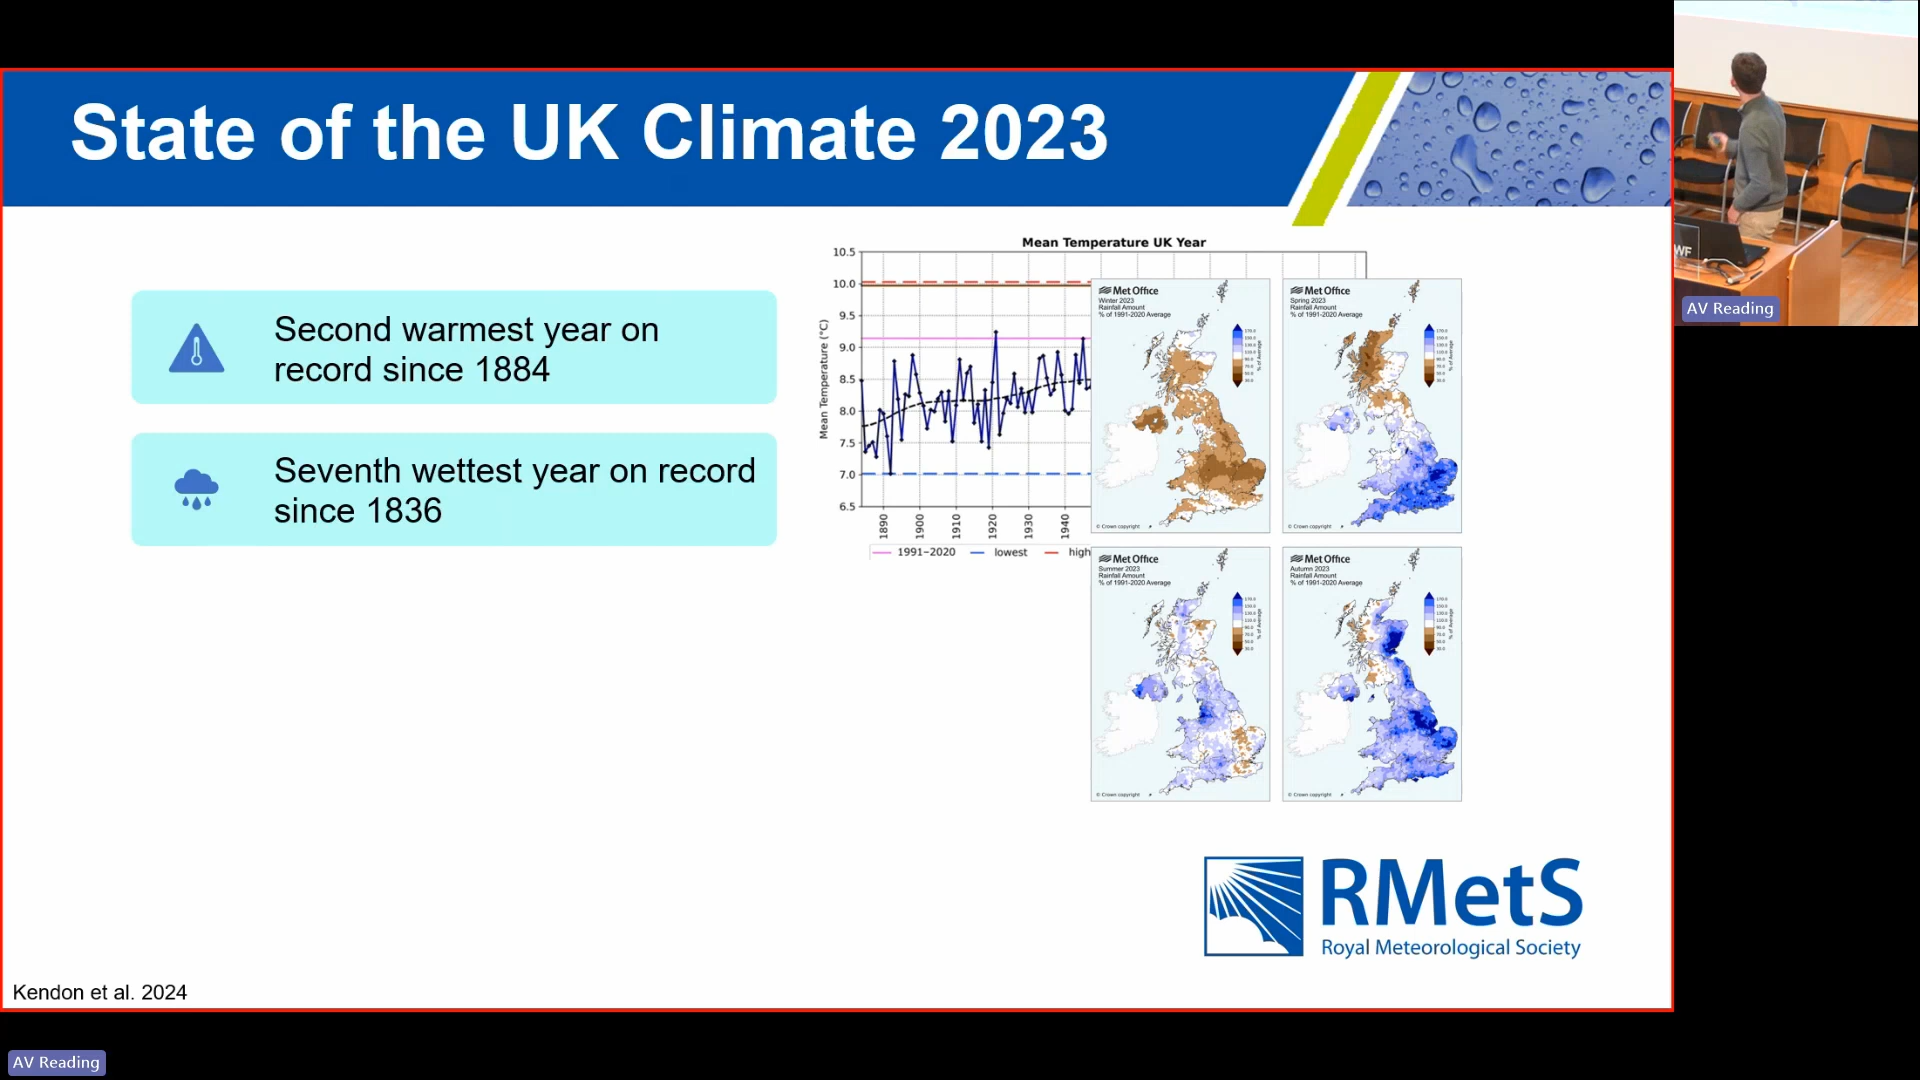 State of the UK Climate 2023
Second warmest year on
record since 1884
Seventh wettest year on record
since 1836
Mean Temperature UK Year
Mean Temperature (°C)
10.5
10.0
9.5
9.0
8.5
8.0
7.5
7.0
6.5
1890
1900
1910
1920
1930
1940
1991–2020
lowest
high
Met Office
Winter 2023
Rainfall Amount
% of 1991-2020 Average
© Crown copyright
Met Office
Spring 2023
Rainfall Amount
% of 1991-2020 Average
© Crown copyright
Met Office
Summer 2023
Rainfall Amount
% of 1991-2020 Average
© Crown copyright
Met Office
Autumn 2023
Rainfall Amount
% of 1991-2020 Average
© Crown copyright
RMetS
Royal Meteorological Society
Kendon et al. 2024
WF
AV Reading
AV Reading